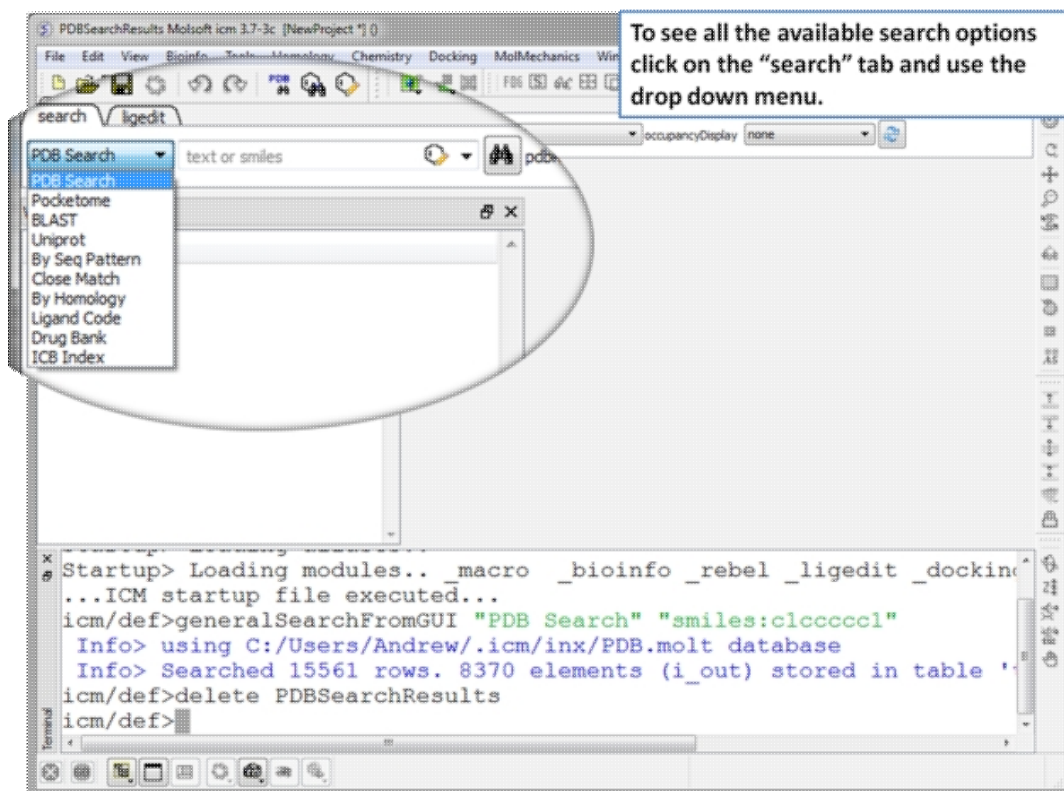 PDBSearchResults Molsoft icm 3.7-3c [NewProject *] ()
To see all the available search options
click on the “search” tab and use the
drop down menu.
File Edit View Bioinfo Tools Homology Chemistry Docking MolMechanics
PDB
search ligedit
occupancyDisplay none
PDB Search text or smiles
PDB Search
Pocketome
BLAST
Uniprot
By Seq Pattern
Close Match
By Homology
Ligand Code
Drug Bank
ICB Index
Startup> Loading modules.. _macro _bioinfo _rebel _ligedit
...ICM startup file executed...
icm/def>generalSearchFromGUI "PDB Search" "smiles:c1ccccc1"
Info> using C:/Users/Andrew/.icm/inx/PDB.molt database
Info> Searched 15561 rows. 8370 elements (i_out) stored in table '
icm/def>delete PDBSearchResults
icm/def>
Terminal